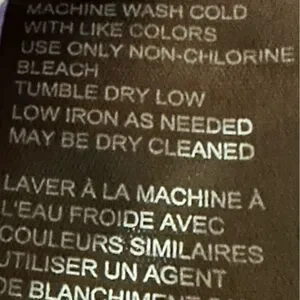 MACHINE WASH COLD
WITH LIKE COLORS
USE ONLY NON-CHLORINE
BLEACH
TUMBLE DRY LOW
LOW IRON AS NEEDED
MAY BE DRY CLEANED
LAVER À LA MACHINE À
L'EAU FROIDE AVEC
COULEURS SIMILAIRES
UTILISER UN AGENT
DE BLANCHIMENT